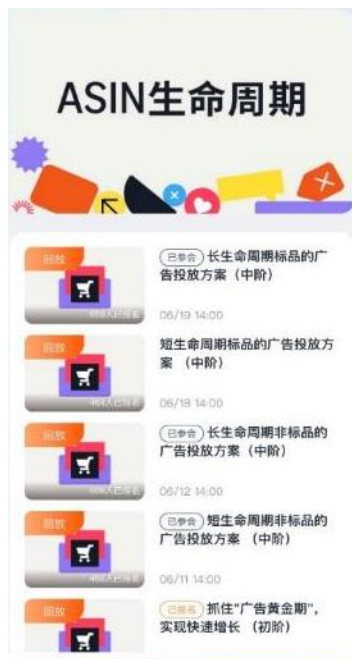 ASIN生命周期
回放
已参会 长生命周期标品的广
告投放方案（中阶）
06/19 14:00
回放
短生命周期标品的广告投放方
案 （中阶）
06/18 14:00
回放
已参会 长生命周期非标品的
广告投放方案（中阶）
06/12 14:00
回放
已参会 短生命周期非标品的
广告投放方案 （中阶）
06/11 14:00
回放
已报名 抓住"广告黄金期"，
实现快速增长 （初阶）